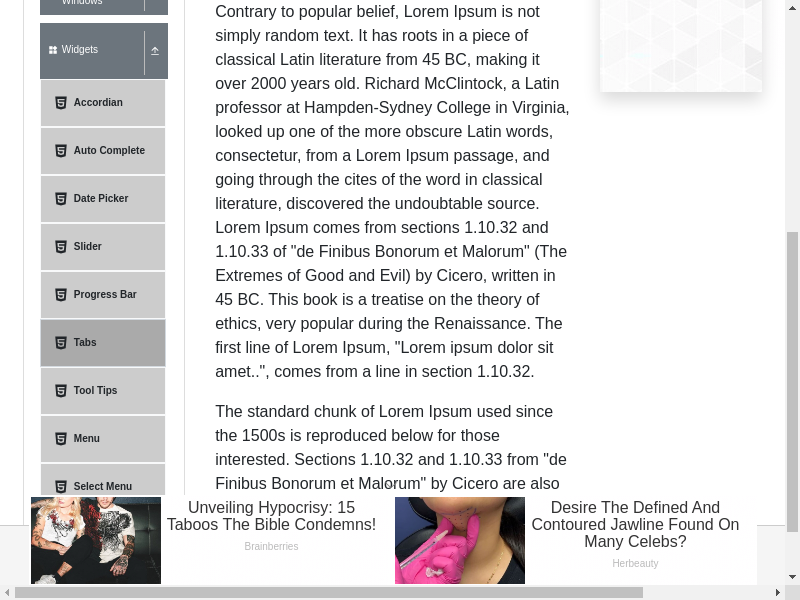 Windows
Widgets
Accordian
Auto Complete
Date Picker
Slider
Progress Bar
Tabs
Tool Tips
Menu
Select Menu
Contrary to popular belief, Lorem Ipsum is not
simply random text. It has roots in a piece of
classical Latin literature from 45 BC, making it
over 2000 years old. Richard McClintock, a Latin
professor at Hampden-Sydney College in Virginia,
looked up one of the more obscure Latin words,
consectetur, from a Lorem Ipsum passage, and
going through the cites of the word in classical
literature, discovered the undoubtable source.
Lorem Ipsum comes from sections 1.10.32 and
1.10.33 of "de Finibus Bonorum et Malorum" (The
Extremes of Good and Evil) by Cicero, written in
45 BC. This book is a treatise on the theory of
ethics, very popular during the Renaissance. The
first line of Lorem Ipsum, "Lorem ipsum dolor sit
amet..", comes from a line in section 1.10.32.
The standard chunk of Lorem Ipsum used since
the 1500s is reproduced below for those
interested. Sections 1.10.32 and 1.10.33 from "de
Finibus Bonorum et Malorum" by Cicero are also
Unveiling Hypocrisy: 15
Taboos The Bible Condemns!
Brainberries
Desire The Defined And
Contoured Jawline Found On
Many Celebs?
Herbeauty